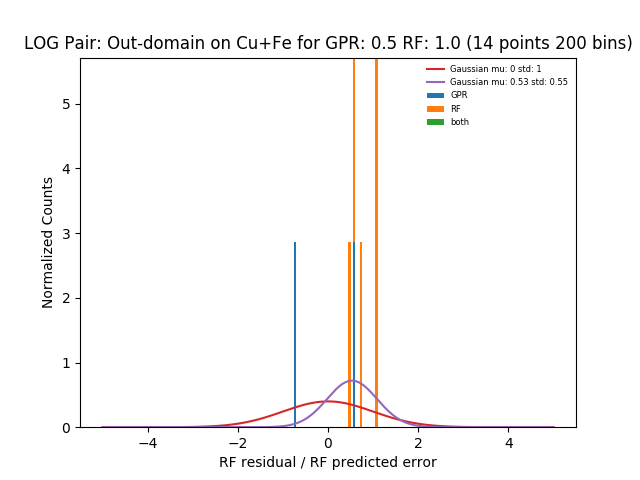 LOG Pair: Out-domain on Cu+Fe for GPR: 0.5 RF: 1.0 (14 points 200 bins)
Gaussian mu: 0 std: 1
Gaussian mu: 0.53 std: 0.55
GPR
RF
both
Normalized Counts
5
4
3
2
1
0
−4 −2 0 2 4
RF residual / RF predicted error